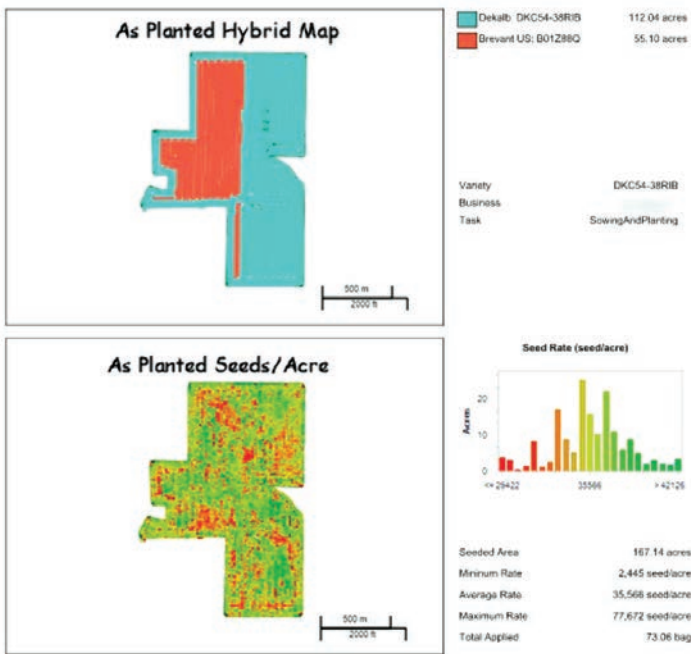 As Planted Hybrid Map
Dekalb: DKC54-38RIB 112.04 acres
Brevant US: B01Z88Q 55.10 acres
Variety DKC54-38RIB
Business
Task SowingAndPlanting
500 m
2000 ft
As Planted Seeds/Acre
500 m
2000 ft
Seed Rate (seed/acre)
Acres
20
10
0
<= 29422 35566 > 42126
Seeded Area 167.14 acres
Mininum Rate 2,445 seed/acre
Average Rate 35,566 seed/acre
Maximum Rate 77,672 seed/acre
Total Applied 73.06 bag